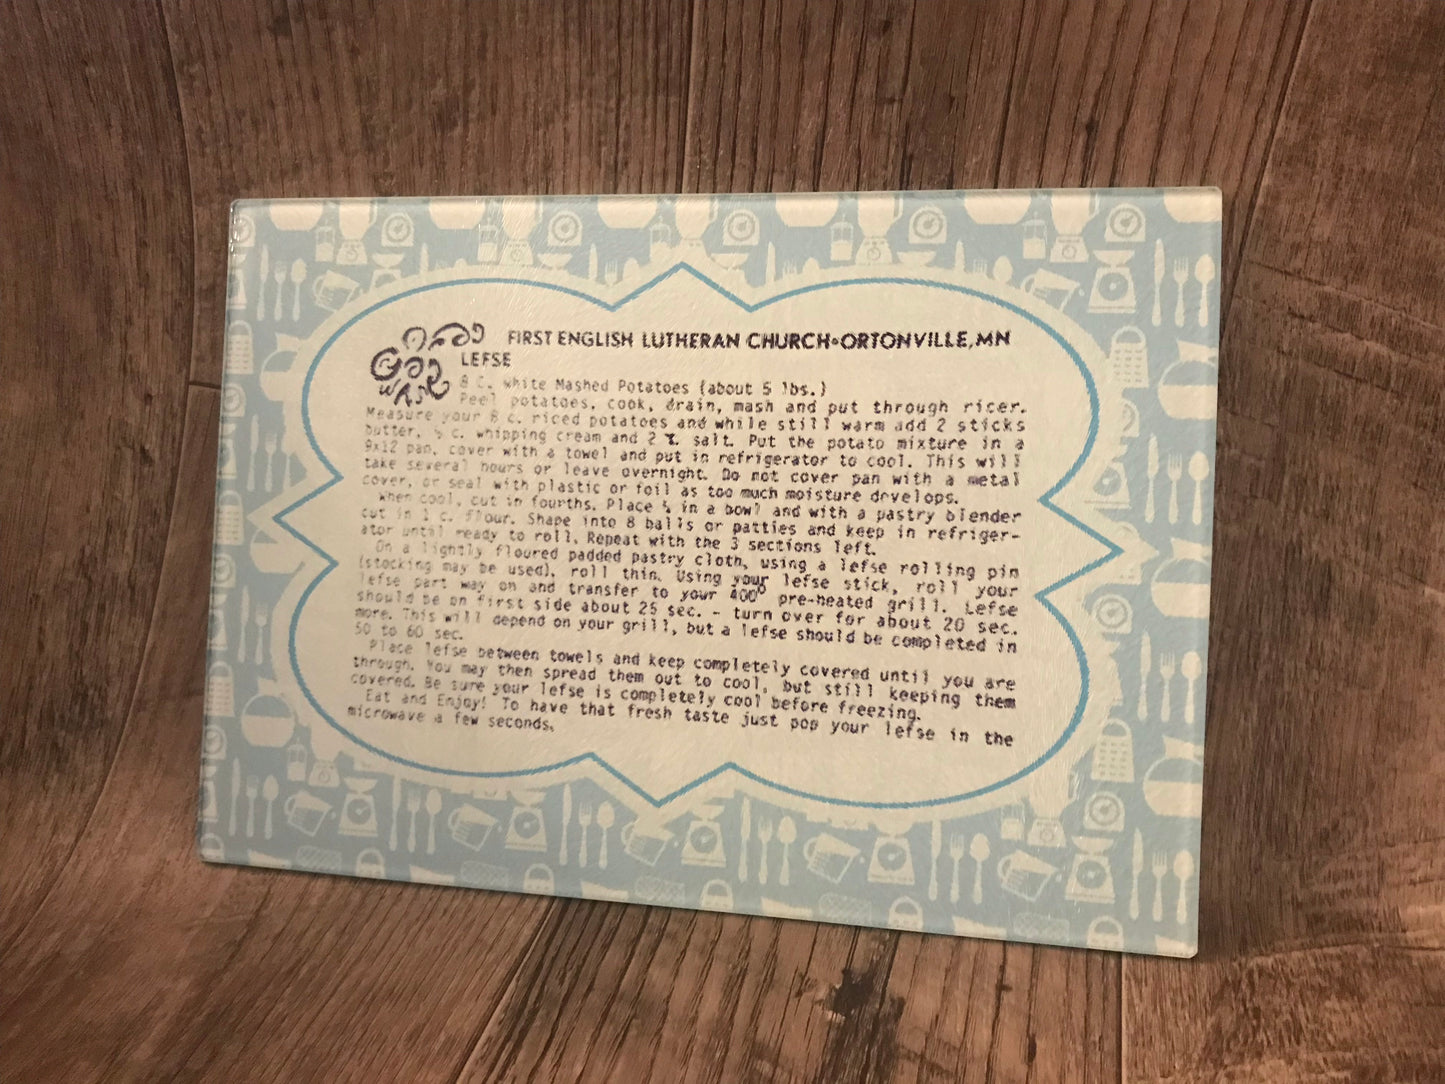 FIRST ENGLISH LUTHERAN CHURCH•ORTONVILLE, MN
LEFSE
8 C. White Mashed Potatoes (about 5 lbs.)
Peel potatoes, cook, drain, mash and put through ricer.
Measure your 8 c. riced potatoes and while still warm add 2 sticks
butter, ½ c. whipping cream and 2 t. salt. Put the potato mixture in a
9x12 pan, cover with a towel and put in refrigerator to cool. This will
take several hours or leave overnight. Do not cover pan with a metal
cover, or seal with plastic or foil as too much moisture develops.
When cool, cut in fourths. Place ¼ in a bowl and with a pastry blender
cut in 1 c. flour. Shape into 8 balls or patties and keep in refriger-
ator until ready to roll. Repeat with the 3 sections left.
On a lightly floured padded pastry cloth, using a lefse rolling pin
(stocking may be used), roll thin. Using your lefse stick, roll your
lefse part way on and transfer to your 400° pre-heated grill. Lefse
should be on first side about 25 sec. - turn over for about 20 sec.
more. This will depend on your grill, but a lefse should be completed in
50 to 60 sec.
Place lefse between towels and keep completely covered until you are
through. You may then spread them out to cool, but still keeping them
covered. Be sure your lefse is completely cool before freezing.
Eat and Enjoy! To have that fresh taste just pop your lefse in the
microwave a few seconds.